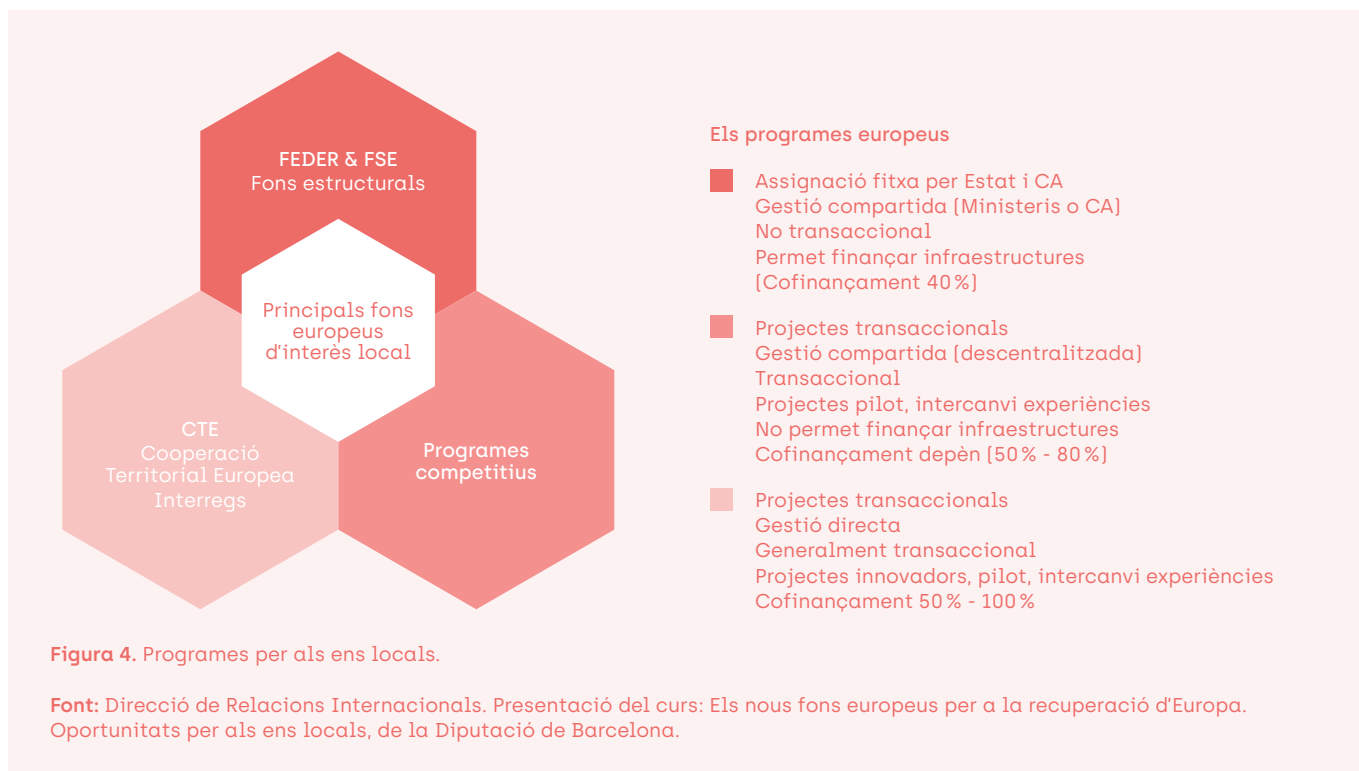 FEDER & FSE
Fons estructurals
Principals fons
europeus
d'interès local
CTE
Cooperació
Territorial Europea
Interregs
Programes
competitius
Els programes europeus
Assignació fitxa per Estat i CA
Gestió compartida (Ministeris o CA)
No transaccional
Permet finançar infraestructures
(Cofinançament 40 %)
Projectes transaccionals
Gestió compartida (descentralitzada)
Transaccional
Projectes pilot, intercanvi experiències
No permet finançar infraestructures
Cofinançament depèn (50 % - 80 %)
Projectes transaccionals
Gestió directa
Generalment transaccional
Projectes innovadors, pilot, intercanvi experiències
Cofinançament 50 % - 100 %
Figura 4. Programes per als ens locals.
Font: Direcció de Relacions Internacionals. Presentació del curs: Els nous fons europeus per a la recuperació d'Europa.
Oportunitats per als ens locals, de la Diputació de Barcelona.